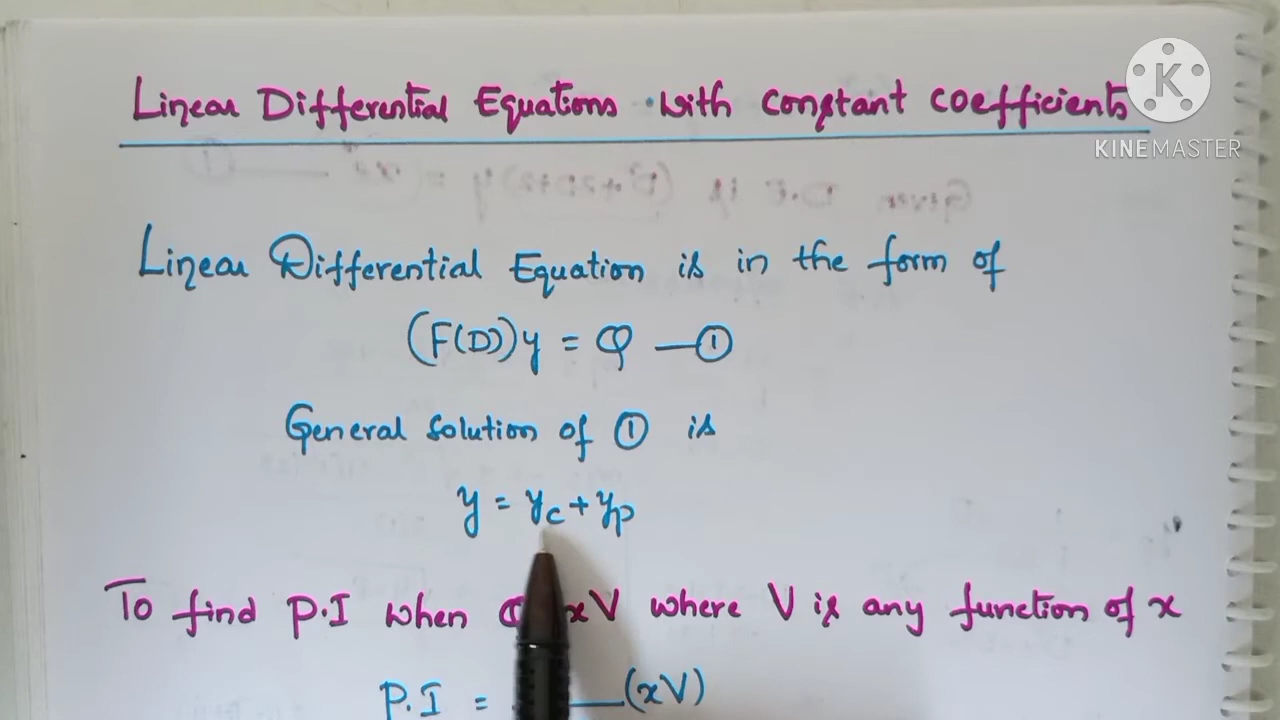 Linear Differential Equations with constant coefficients
K
KINEMASTER
Linear Differential Equation is in the form of
(F(D))y = Q —①
General solution of ① is
y = yc + yp
To find P.I when xV where V is any function of x
P.I = (xV)